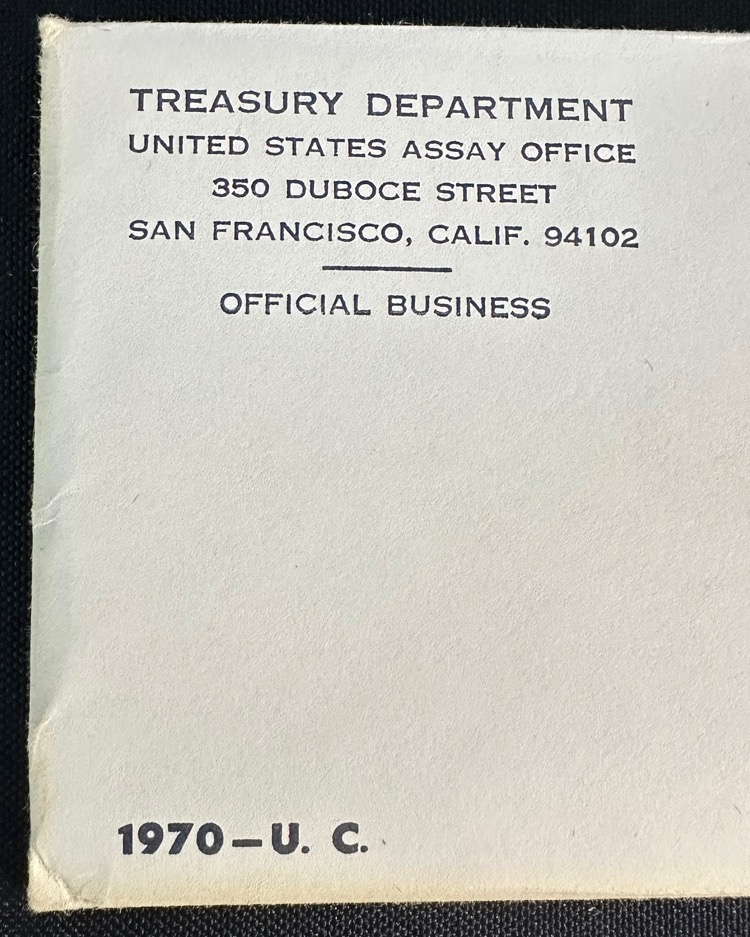 TREASURY DEPARTMENT
UNITED STATES ASSAY OFFICE
350 DUBOCE STREET
SAN FRANCISCO, CALIF. 94102
OFFICIAL BUSINESS
1970–U. C.